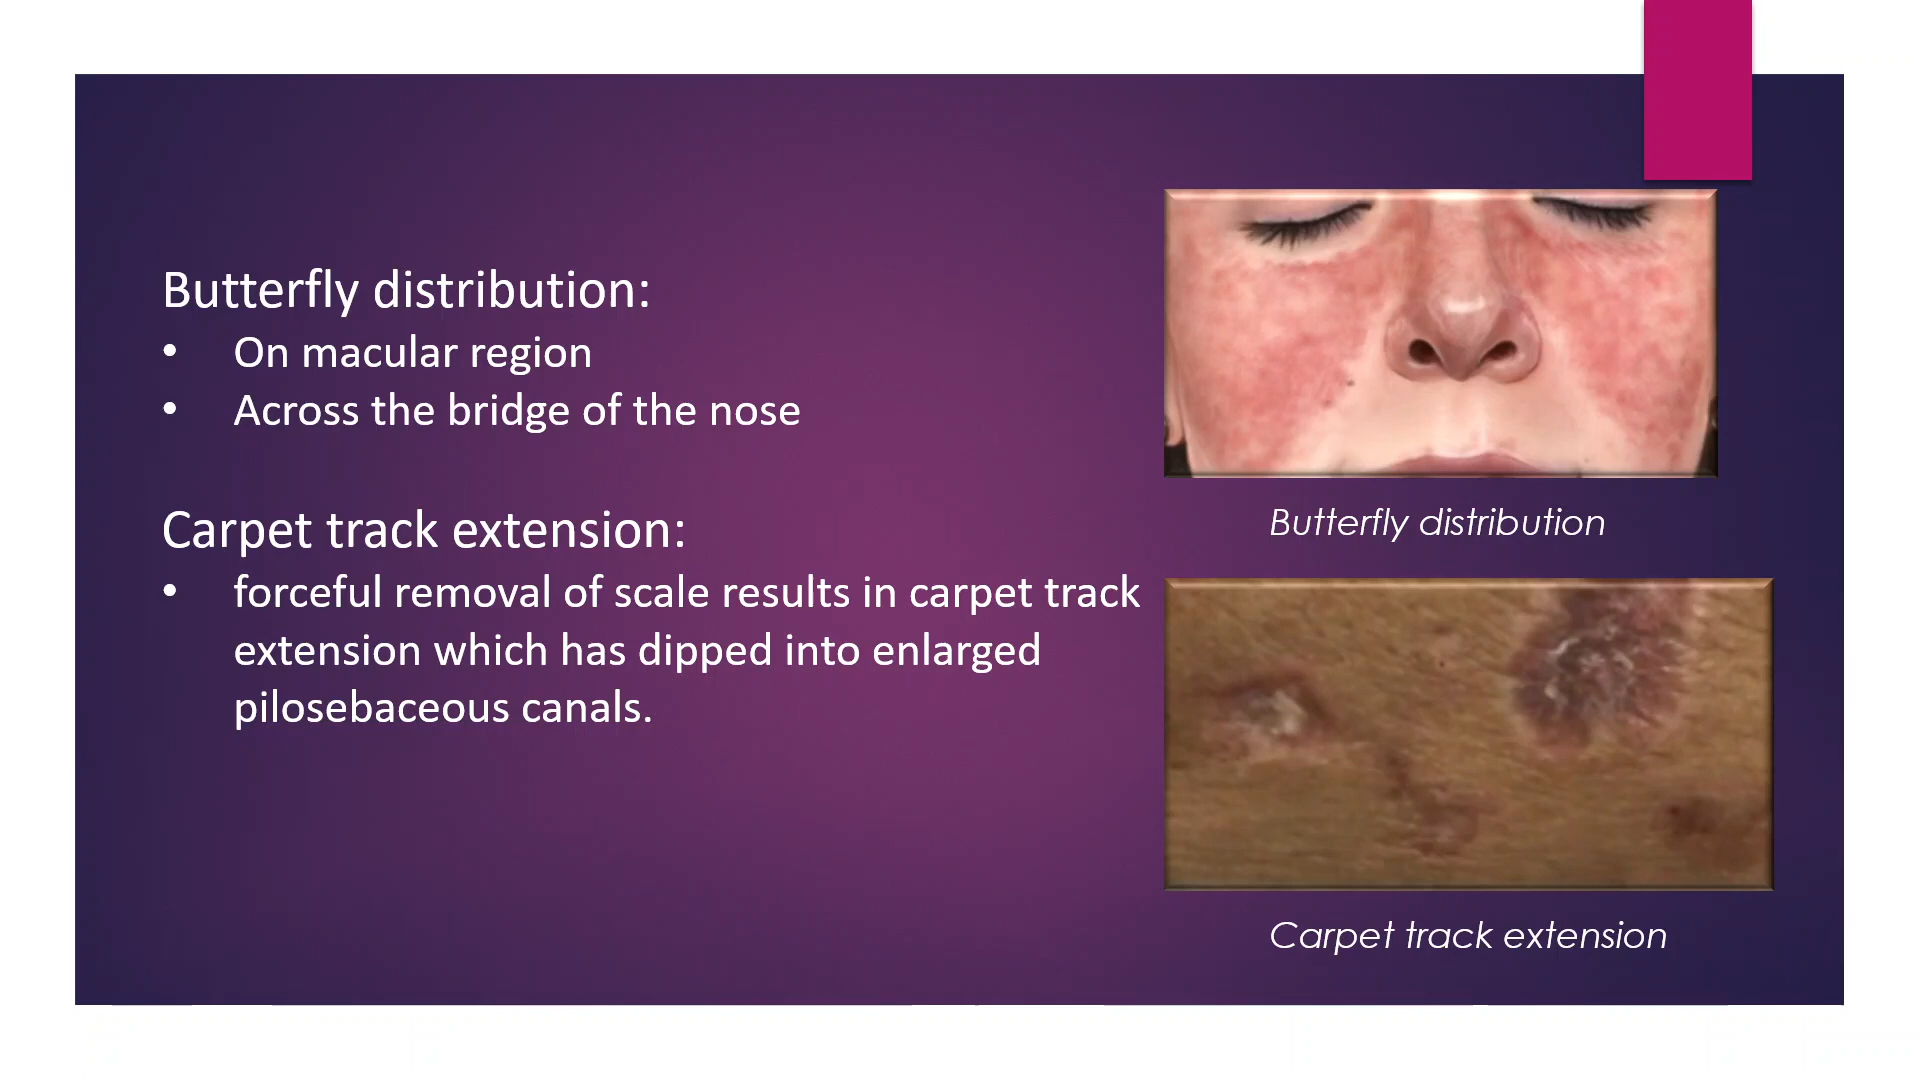 Butterfly distribution:
• On macular region
• Across the bridge of the nose
Carpet track extension:
• forceful removal of scale results in carpet track
extension which has dipped into enlarged
pilosebaceous canals.
Butterfly distribution
Carpet track extension